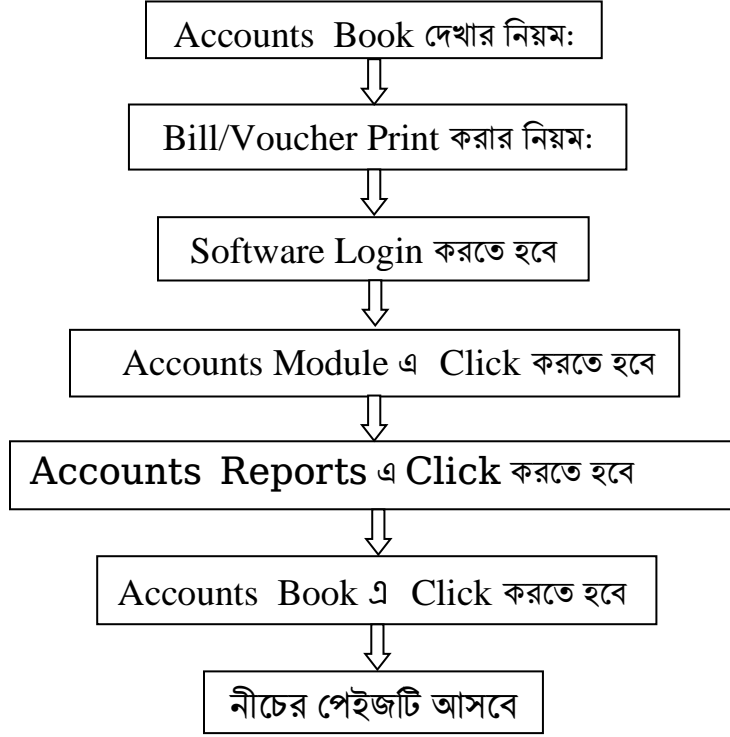 Accounts Book দেখার নিয়ম:
Bill/Voucher Print করার নিয়ম:
Software Login করতে হবে
Accounts Module এ Click করতে হবে
Accounts Reports এ Click করতে হবে
Accounts Book এ Click করতে হবে
নীচের পেইজটি আসবে